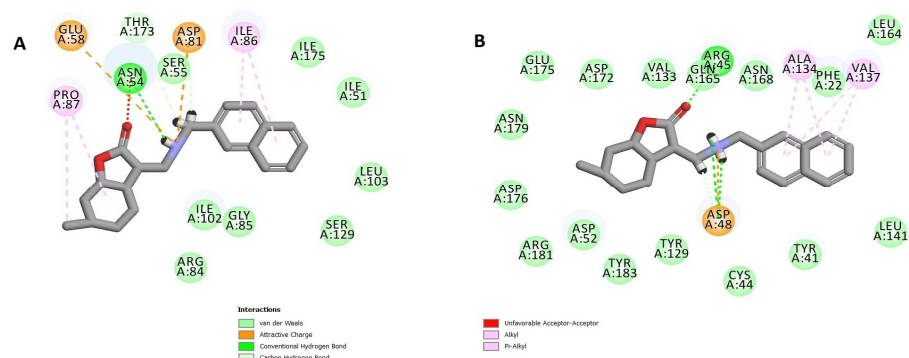 A
GLU
A:58
THR
A:173
ASP
A:81
ILE
A:86
ASN
A:54
SER
A:55
ILE
A:175
ILE
A:51
PRO
A:87
LEU
A:103
ILE
A:102
GLY
A:85
SER
A:129
ARG
A:84
Interactions
van der Waals
Attractive Charge
Conventional Hydrogen Bond
Carbon Hydrogen Bond
B
LEU
A:164
ARG
A:45
GLU
A:175
ASP
A:172
VAL
A:133
GLN
A:165
ASN
A:168
ALA
A:134
PHE
A:22
VAL
A:137
ASN
A:179
ASP
A:176
ASP
A:48
ARG
A:181
ASP
A:52
TYR
A:183
TYR
A:129
CYS
A:44
TYR
A:41
LEU
A:141
Unfavorable Acceptor-Acceptor
Alkyl
Pi-Alkyl